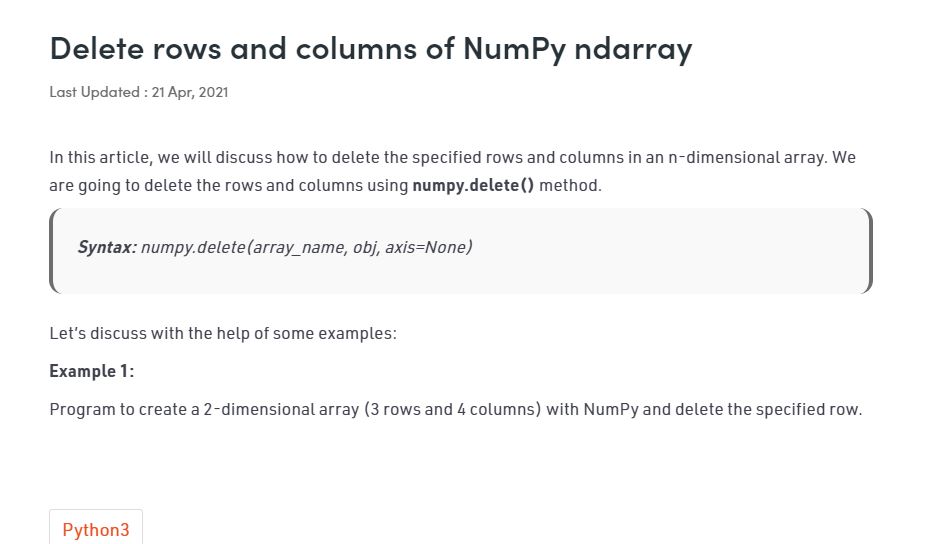 Delete rows and columns of NumPy ndarray
Last Updated : 21 Apr, 2021
In this article, we will discuss how to delete the specified rows and columns in an n-dimensional array. We
are going to delete the rows and columns using numpy.delete() method.
Syntax: numpy.delete(array_name, obj, axis=None)
Let’s discuss with the help of some examples:
Example 1:
Program to create a 2-dimensional array (3 rows and 4 columns) with NumPy and delete the specified row.
Python3